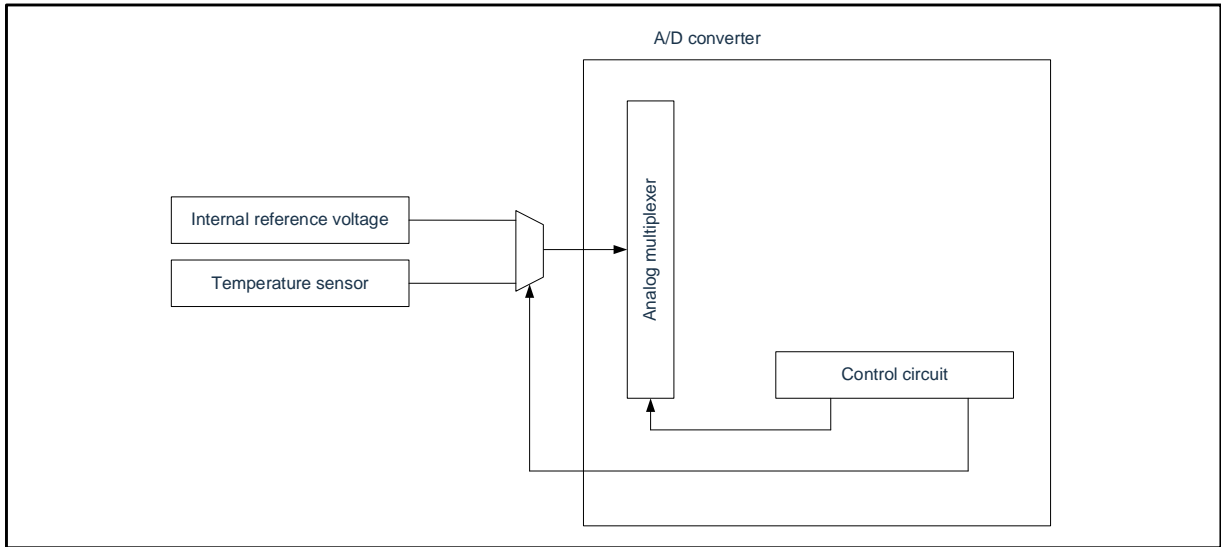 A/D converter
Internal reference voltage
Temperature sensor
Analog multiplexer
Control circuit